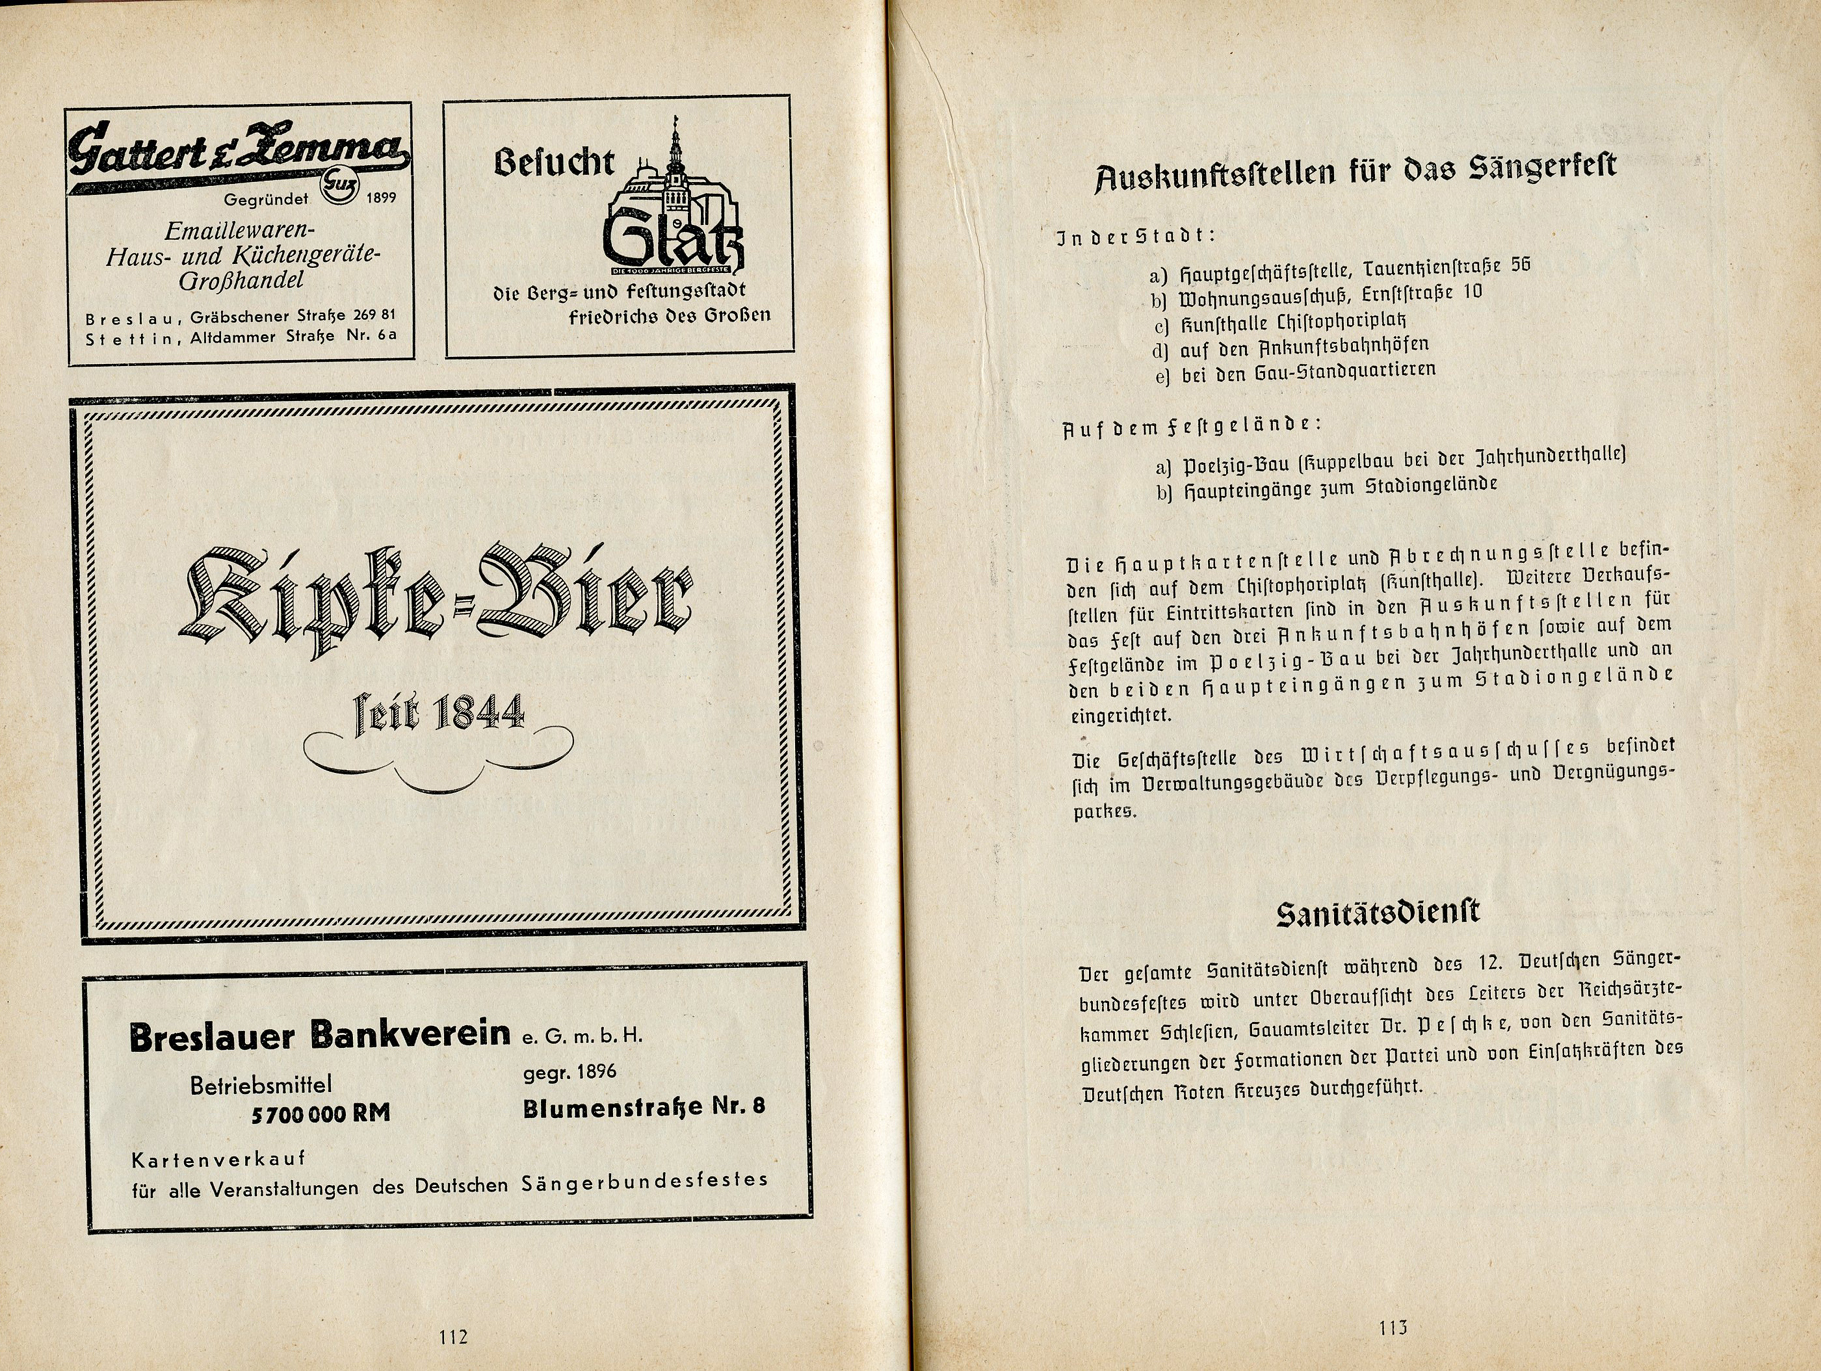 Gattert & Zemma
Guz
Gegründet 1899
Emaillewaren-
Haus- und Küchengeräte-
Großhandel
Breslau, Gräbschener Straße 269 81
Stettin, Altdammer Straße Nr. 6a
Beſucht
Glatz
DIE 1000 JÄHRIGE BERGFESTE
die Berg= und Feſtungsſtadt
Friedrichs des Großen
Kipke=Bier
ſeit 1844
Breslauer Bankverein e. G. m. b. H.
gegr. 1896
Betriebsmittel
5 700 000 RM
Blumenstraße Nr. 8
Kartenverkauf
für alle Veranstaltungen des Deutschen Sängerbundesfestes
112
Auskunftsſtellen für das Sängerfeſt
In der Stadt:
a) Hauptgeſchäftsſtelle, Tauentzienſtraße 56
b) Wohnungsausſchuß, Ernſtſtraße 10
c) Kunſthalle Chiſtophoriplatz
d) auf den Ankunftsbahnhöfen
e) bei den Gau-Standquartieren
Auf dem Feſtgelände:
a) Poelzig-Bau (Kuppelbau bei der Jahrhunderthalle)
b) Haupteingänge zum Stadiongelände
Die Hauptkartenſtelle und Abrechnungsſtelle befin-
den ſich auf dem Chiſtophoriplatz (Kunſthalle). Weitere Verkaufs-
ſtellen für Eintrittskarten ſind in den Auskunftsſtellen für
das Feſt auf den drei Ankunftsbahnhöfen ſowie auf dem
Feſtgelände im Poelzig-Bau bei der Jahrhunderthalle und an
den beiden Haupteingängen zum Stadiongelände
eingerichtet.
Die Geſchäftsſtelle des Wirtſchaftsausſchuſſes befindet
ſich im Verwaltungsgebäude des Verpflegungs- und Vergnügungs-
parkes.
Sanitätsdienſt
Der geſamte Sanitätsdienſt während des 12. Deutſchen Sänger-
bundesfeſtes wird unter Oberaufſicht des Leiters der Reichsärzte-
kammer Schleſien, Gauamtsleiter Dr. Peſchke, von den Sanitäts-
gliederungen der Formationen der Partei und von Einſatzkräften des
Deutſchen Roten Kreuzes durchgeführt.
113